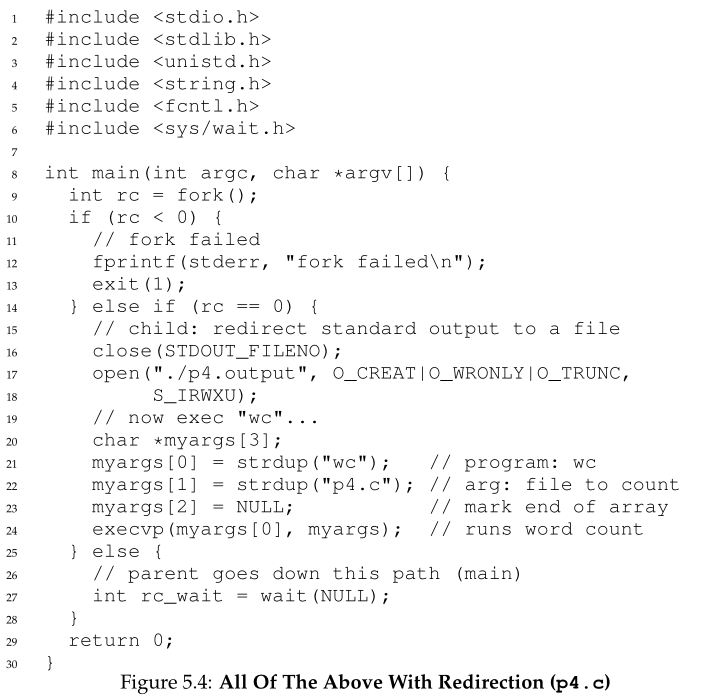 1 #include <stdio.h>
2 #include <stdlib.h>
3 #include <unistd.h>
4 #include <string.h>
5 #include <fcntl.h>
6 #include <sys/wait.h>
7
8 int main(int argc, char *argv[]) {
9   int rc = fork();
10   if (rc < 0) {
11     // fork failed
12     fprintf(stderr, "fork failed\n");
13     exit(1);
14   } else if (rc == 0) {
15     // child: redirect standard output to a file
16     close(STDOUT_FILENO);
17     open("./p4.output", O_CREAT|O_WRONLY|O_TRUNC,
18          S_IRWXU);
19     // now exec "wc"...
20     char *myargs[3];
21     myargs[0] = strdup("wc");   // program: wc
22     myargs[1] = strdup("p4.c"); // arg: file to count
23     myargs[2] = NULL;           // mark end of array
24     execvp(myargs[0], myargs);  // runs word count
25   } else {
26     // parent goes down this path (main)
27     int rc_wait = wait(NULL);
28   }
29   return 0;
30 }
Figure 5.4: All Of The Above With Redirection (p4.c)